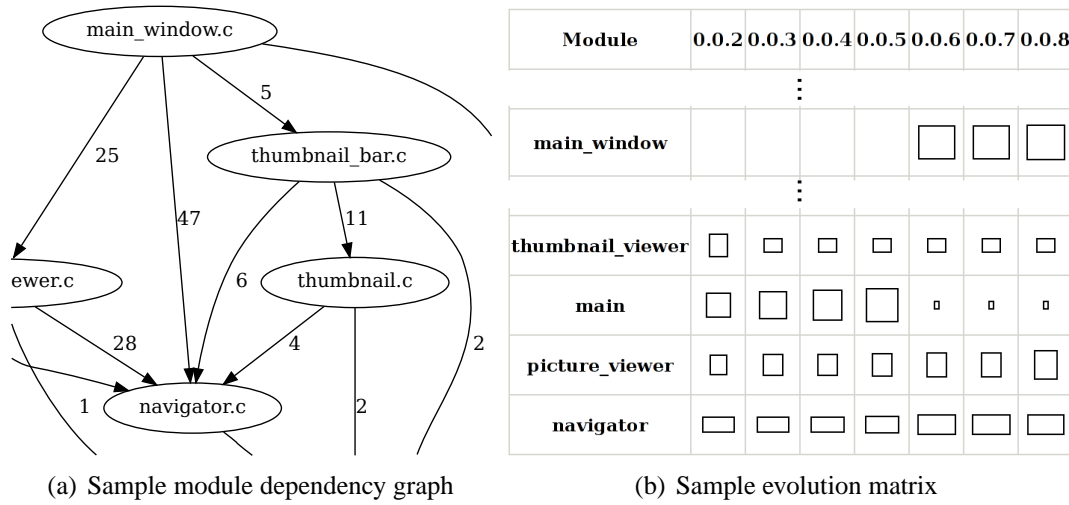 main_window.c
5
thumbnail_bar.c
25
47
11
ewer.c
6
thumbnail.c
28
4
2
1
navigator.c
2
(a) Sample module dependency graph
Module 0.0.2 0.0.3 0.0.4 0.0.5 0.0.6 0.0.7 0.0.8
main_window
thumbnail_viewer
main
picture_viewer
navigator
(b) Sample evolution matrix